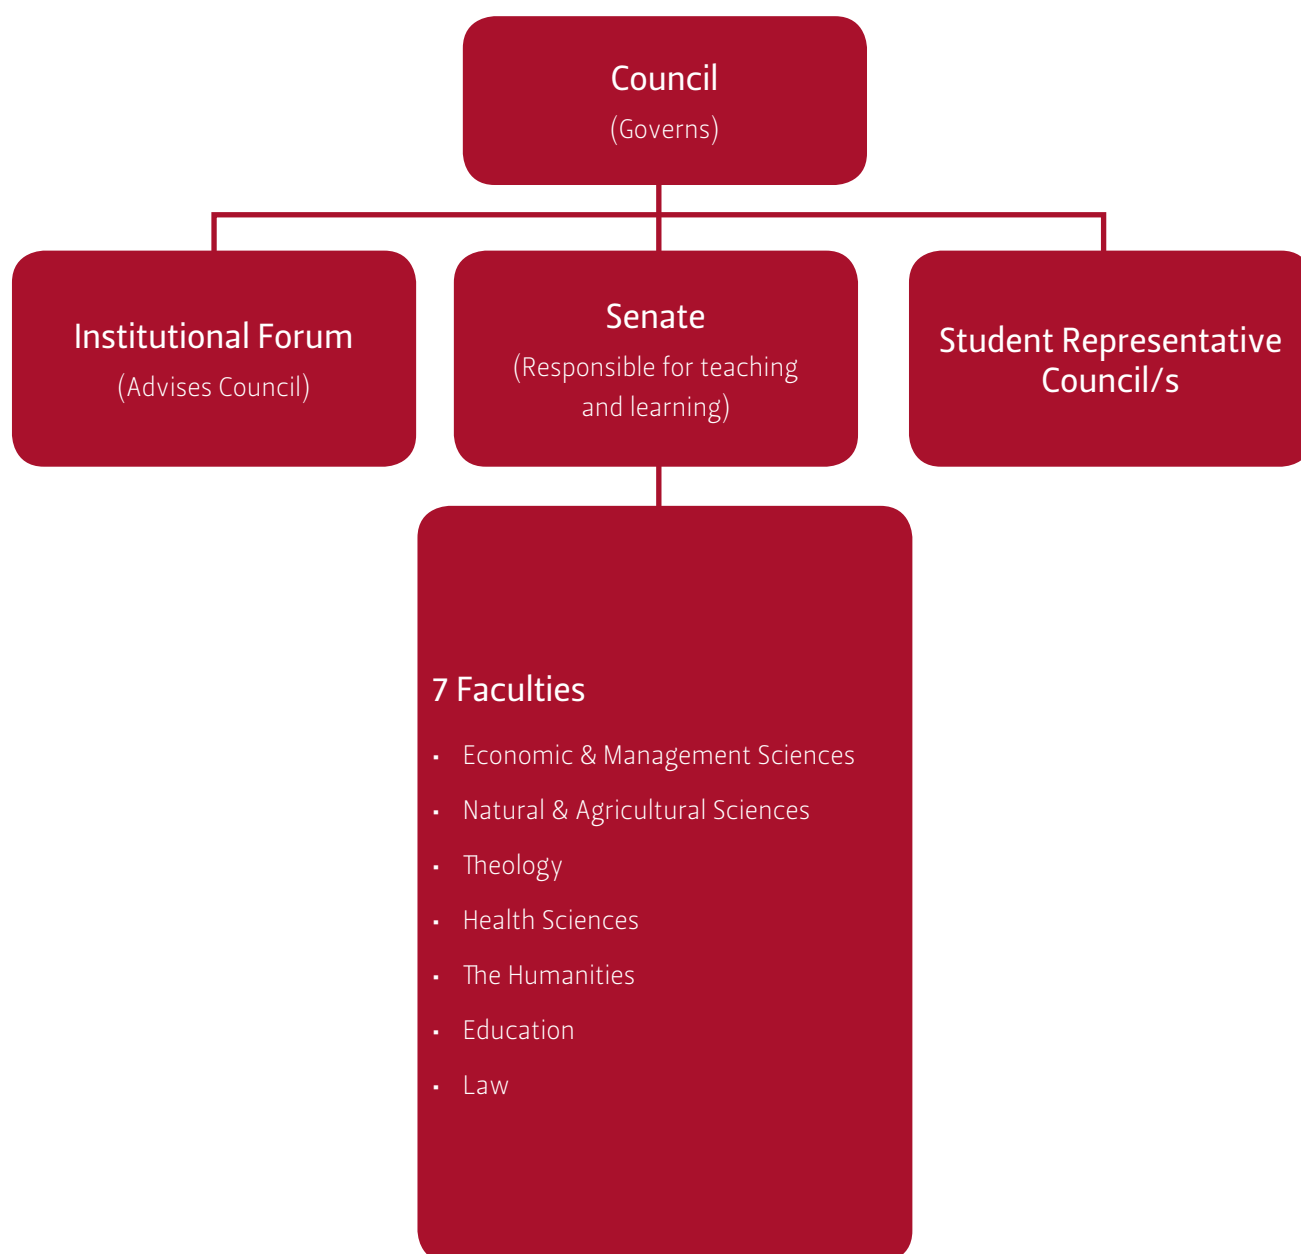 Council
(Governs)
Institutional Forum
(Advises Council)
Senate
(Responsible for teaching
and learning)
Student Representative
Council/s
7 Faculties
• Economic & Management Sciences
• Natural & Agricultural Sciences
• Theology
• Health Sciences
• The Humanities
• Education
• Law